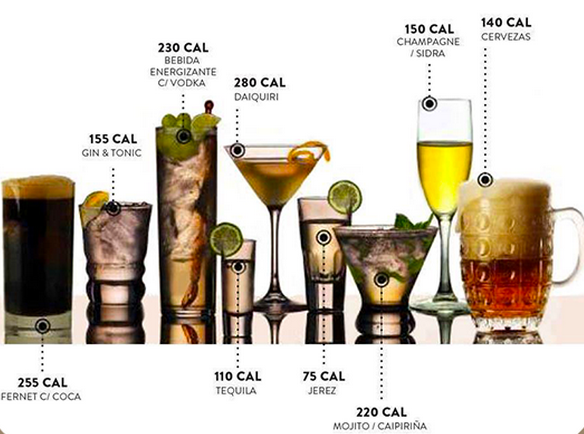 150 CAL
CHAMPAGNE
/ SIDRA
140 CAL
CERVEZAS
230 CAL
BEBIDA
ENERGIZANTE
C/ VODKA
280 CAL
DAIQUIRI
155 CAL
GIN & TONIC
255 CAL
FERNET C/ COCA
110 CAL
TEQUILA
75 CAL
JEREZ
220 CAL
MOJITO / CAIPIRIÑA